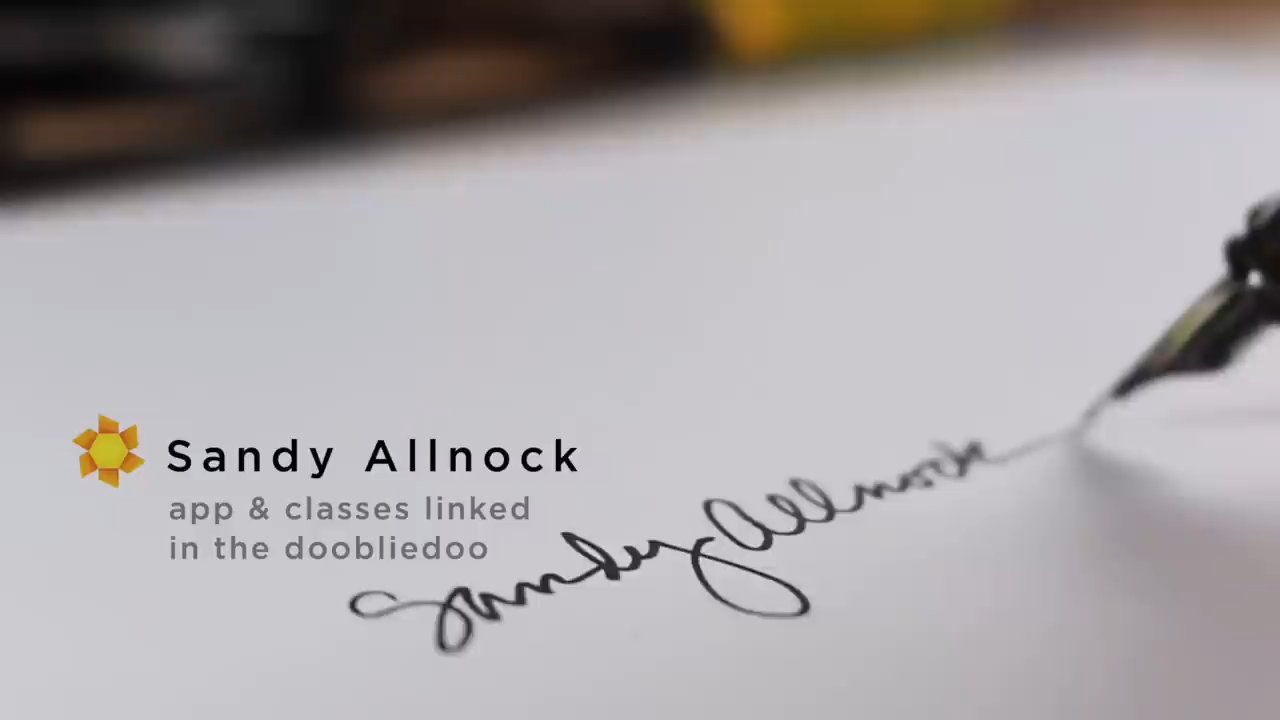 Sandy Allnock
app & classes linked
in the doobliedoo
Sandy Allnock